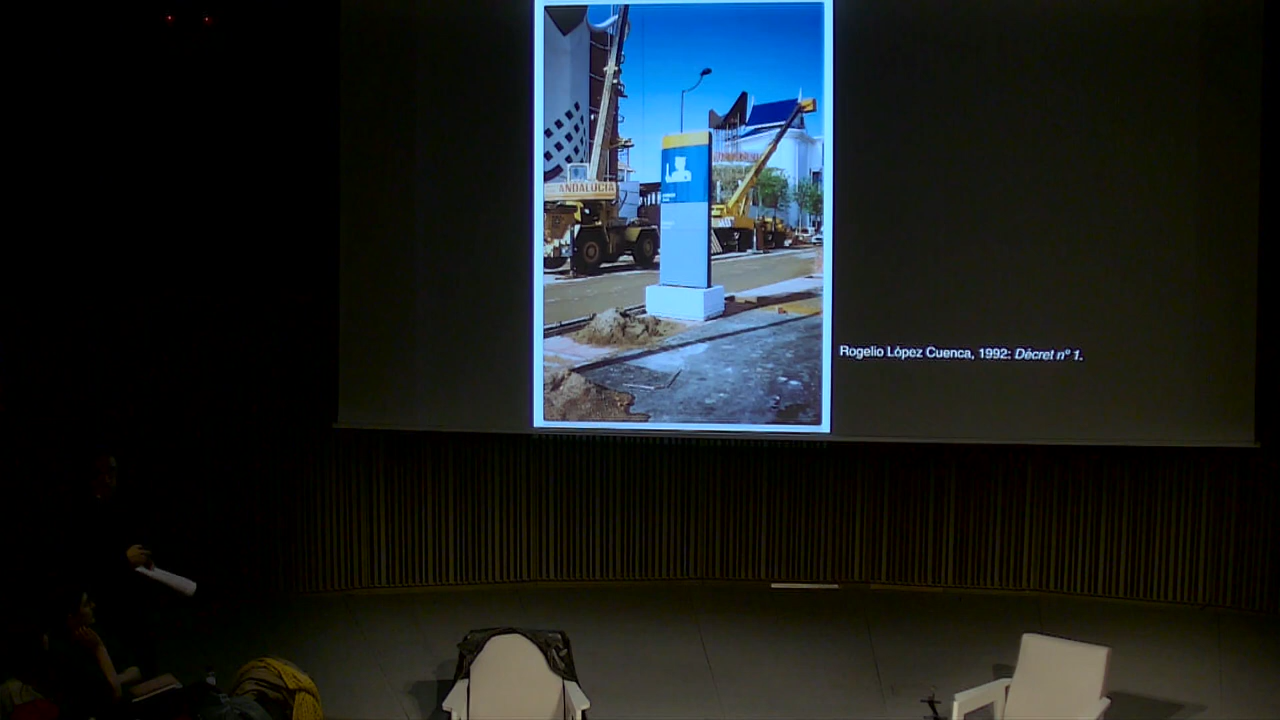 ANDALUCIA
Rogelio López Cuenca, 1992: Décret nº 1.